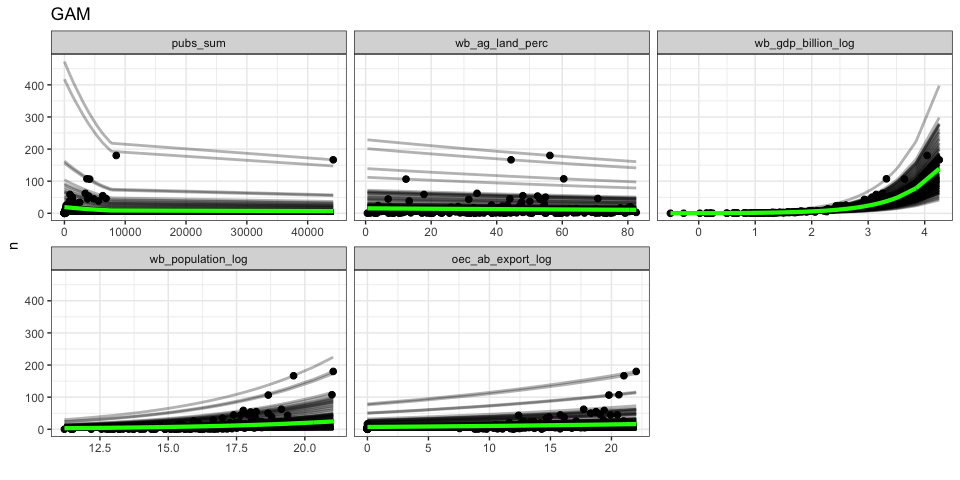 GAM
pubs_sum
wb_ag_land_perc
wb_gdp_billion_log
400
300
200
100
0
0 10000 20000 30000 40000
0 20 40 60 80
0 1 2 3 4
n
wb_population_log
oec_ab_export_log
400
300
200
100
0
12.5 15.0 17.5 20.0
0 5 10 15 20